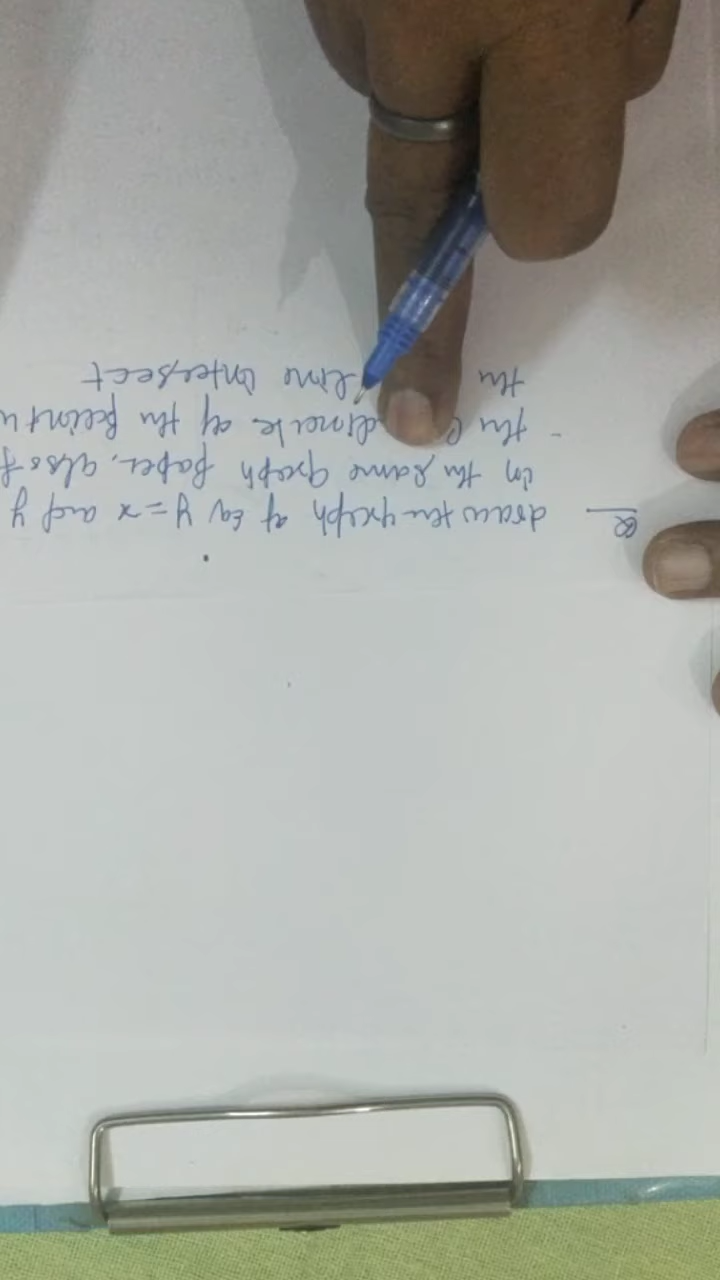 Q draw the graph of Eq y = x and y
in the same graph paper. also f
the dinate of the point w
the line intersect